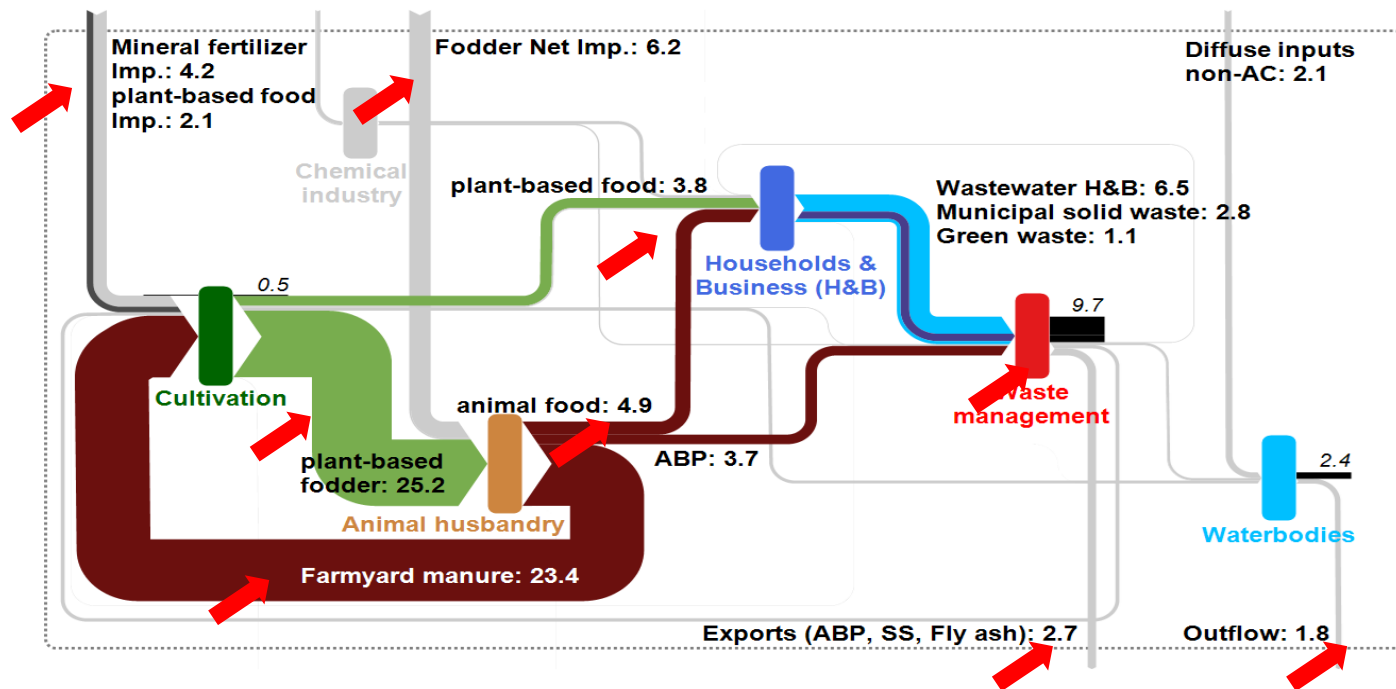 Mineral fertilizer
Imp.: 4.2
plant-based food
Imp.: 2.1
Fodder Net Imp.: 6.2
Diffuse inputs
non-AC: 2.1
Chemical
industry
plant-based food: 3.8
Wastewater H&B: 6.5
Municipal solid waste: 2.8
Green waste: 1.1
Households &
Business (H&B)
0.5
9.7
Cultivation
animal food: 4.9
Waste
management
plant-based
fodder: 25.2
ABP: 3.7
2.4
Animal husbandry
Waterbodies
Farmyard manure: 23.4
Exports (ABP, SS, Fly ash): 2.7
Outflow: 1.8